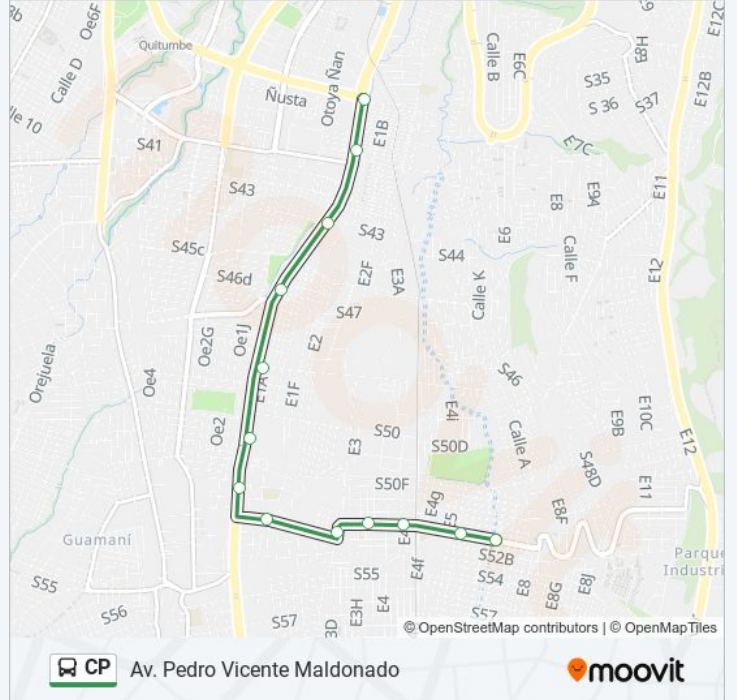 Oe6F
E12C
Quitumbe
Calle D
Otoya Ñan
Calle B
E6C
E8H
S35
S 36
S37
E12B
Ñusta
E1B
S41
E7C
S43
E8
E9A
E11
S43
E9
S45c
S44
Calle F
S46d
E2F
E3A
Calle K
E12
S47
Oe1J
Oe2G
E2
Orejuela
Oe4
E1A
E1F
S46
E4i
Oe2
S50
E3
S50D
Calle A
E9B
E10C
E12
S48D
S50F
E11
E4g
E5
E8F
Guamaní
S52B
Parque
Industri
S55
S55
E4f
S54
E8
E8G
E8J
S56
S57
E3H
E4
S57
3D
© OpenStreetMap contributors | © OpenMapTiles
CP
Av. Pedro Vicente Maldonado
moovit